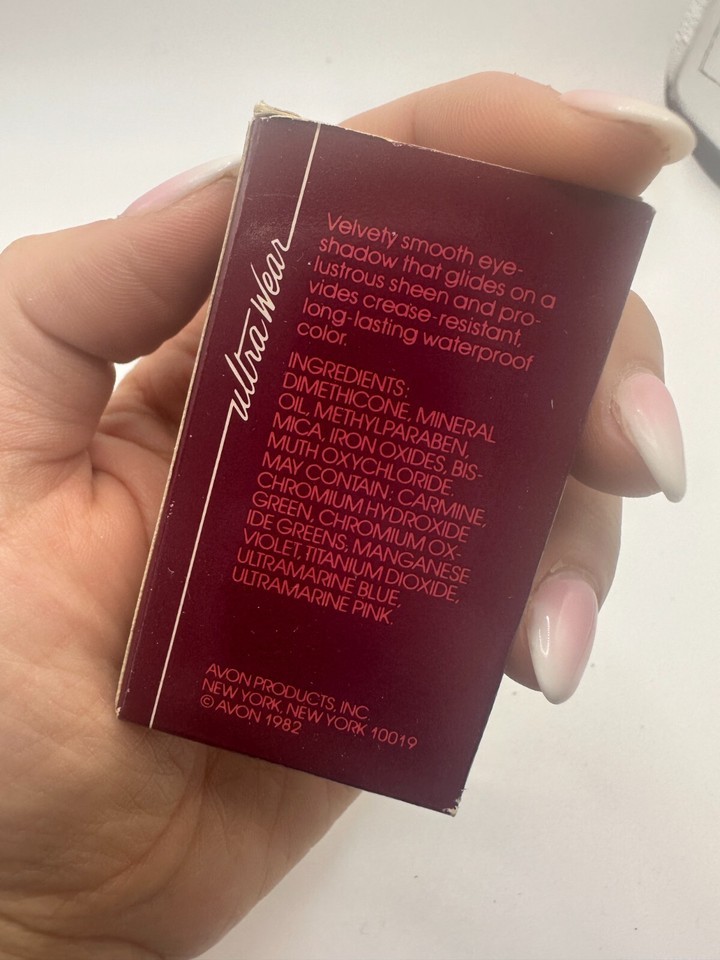 ultra wear
Velvety smooth eye-
shadow that glides on a
lustrous sheen and pro-
vides crease-resistant,
long-lasting waterproof
color.
INGREDIENTS:
DIMETHICONE, MINERAL
OIL, METHYLPARABEN,
MICA, IRON OXIDES, BIS-
MUTH OXYCHLORIDE.
MAY CONTAIN: CARMINE,
CHROMIUM HYDROXIDE
GREEN, CHROMIUM OX-
IDE GREENS, MANGANESE
VIOLET, TITANIUM DIOXIDE,
ULTRAMARINE BLUE,
ULTRAMARINE PINK.
AVON PRODUCTS, INC.
NEW YORK, NEW YORK 10019
© AVON 1982